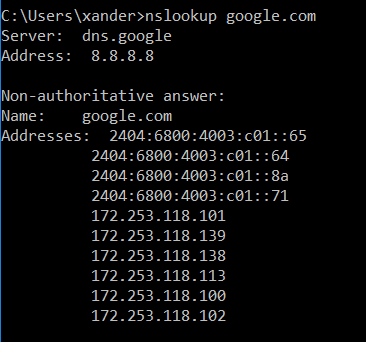 C:\Users\xander>nslookup google.com
Server:  dns.google
Address:  8.8.8.8

Non-authoritative answer:
Name:    google.com
Addresses:  2404:6800:4003:c01::65
          2404:6800:4003:c01::64
          2404:6800:4003:c01::8a
          2404:6800:4003:c01::71
          172.253.118.101
          172.253.118.139
          172.253.118.138
          172.253.118.113
          172.253.118.100
          172.253.118.102